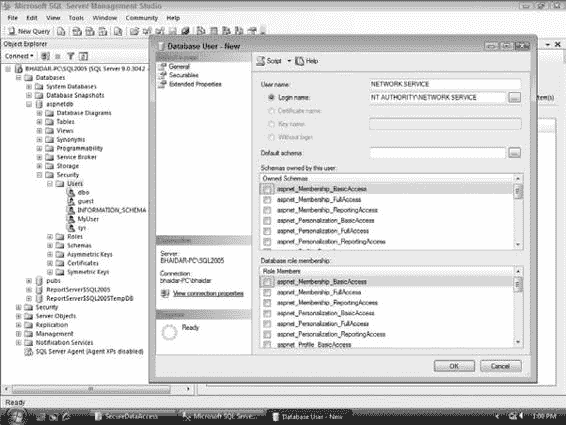 Microsoft SQL Server Management Studio
File Edit View Tools Window Community Help
New Query
Object Explorer
Connect
BHAIDAR-PC\SQL2005 (SQL Server 9.0.3042
Databases
System Databases
Database Snapshots
aspnetdb
Database Diagrams
Tables
Views
Synonyms
Programmability
Service Broker
Storage
Security
Users
dbo
guest
INFORMATION_SCHEMA
MyUser
sys
Roles
Schemas
Asymmetric Keys
Certificates
Symmetric Keys
pubs
ReportServer$SQL2005
ReportServer$SQL2005TempDB
Security
Server Objects
Replication
Management
Notification Services
SQL Server Agent (Agent XPs disabled)
Database User - New
General
Securables
Extended Properties
Connection
Server:
BHAIDAR-PC\SQL2005
Connection:
bhaidar-PC\bhaidar
View connection properties
Progress
Ready
Script Help
User name: NETWORK SERVICE
Login name: NT AUTHORITY\NETWORK SERVICE ...
Certificate name:
Key name:
Without login
Default schema: ...
Schemas owned by this user:
Owned Schemas
aspnet_Membership_BasicAccess
aspnet_Membership_FullAccess
aspnet_Membership_ReportingAccess
aspnet_Personalization_BasicAccess
aspnet_Personalization_FullAccess
aspnet_Personalization_ReportingAccess
Database role membership:
Role Members
aspnet_Membership_BasicAccess
aspnet_Membership_FullAccess
aspnet_Membership_ReportingAccess
aspnet_Personalization_BasicAccess
aspnet_Personalization_FullAccess
aspnet_Personalization_ReportingAccess
aspnet_Profile_BasicAccess
OK Cancel
tem(s)
Ready
SecureDataAccess
Microsoft SQL Serve...
Database User - New
1:00 PM